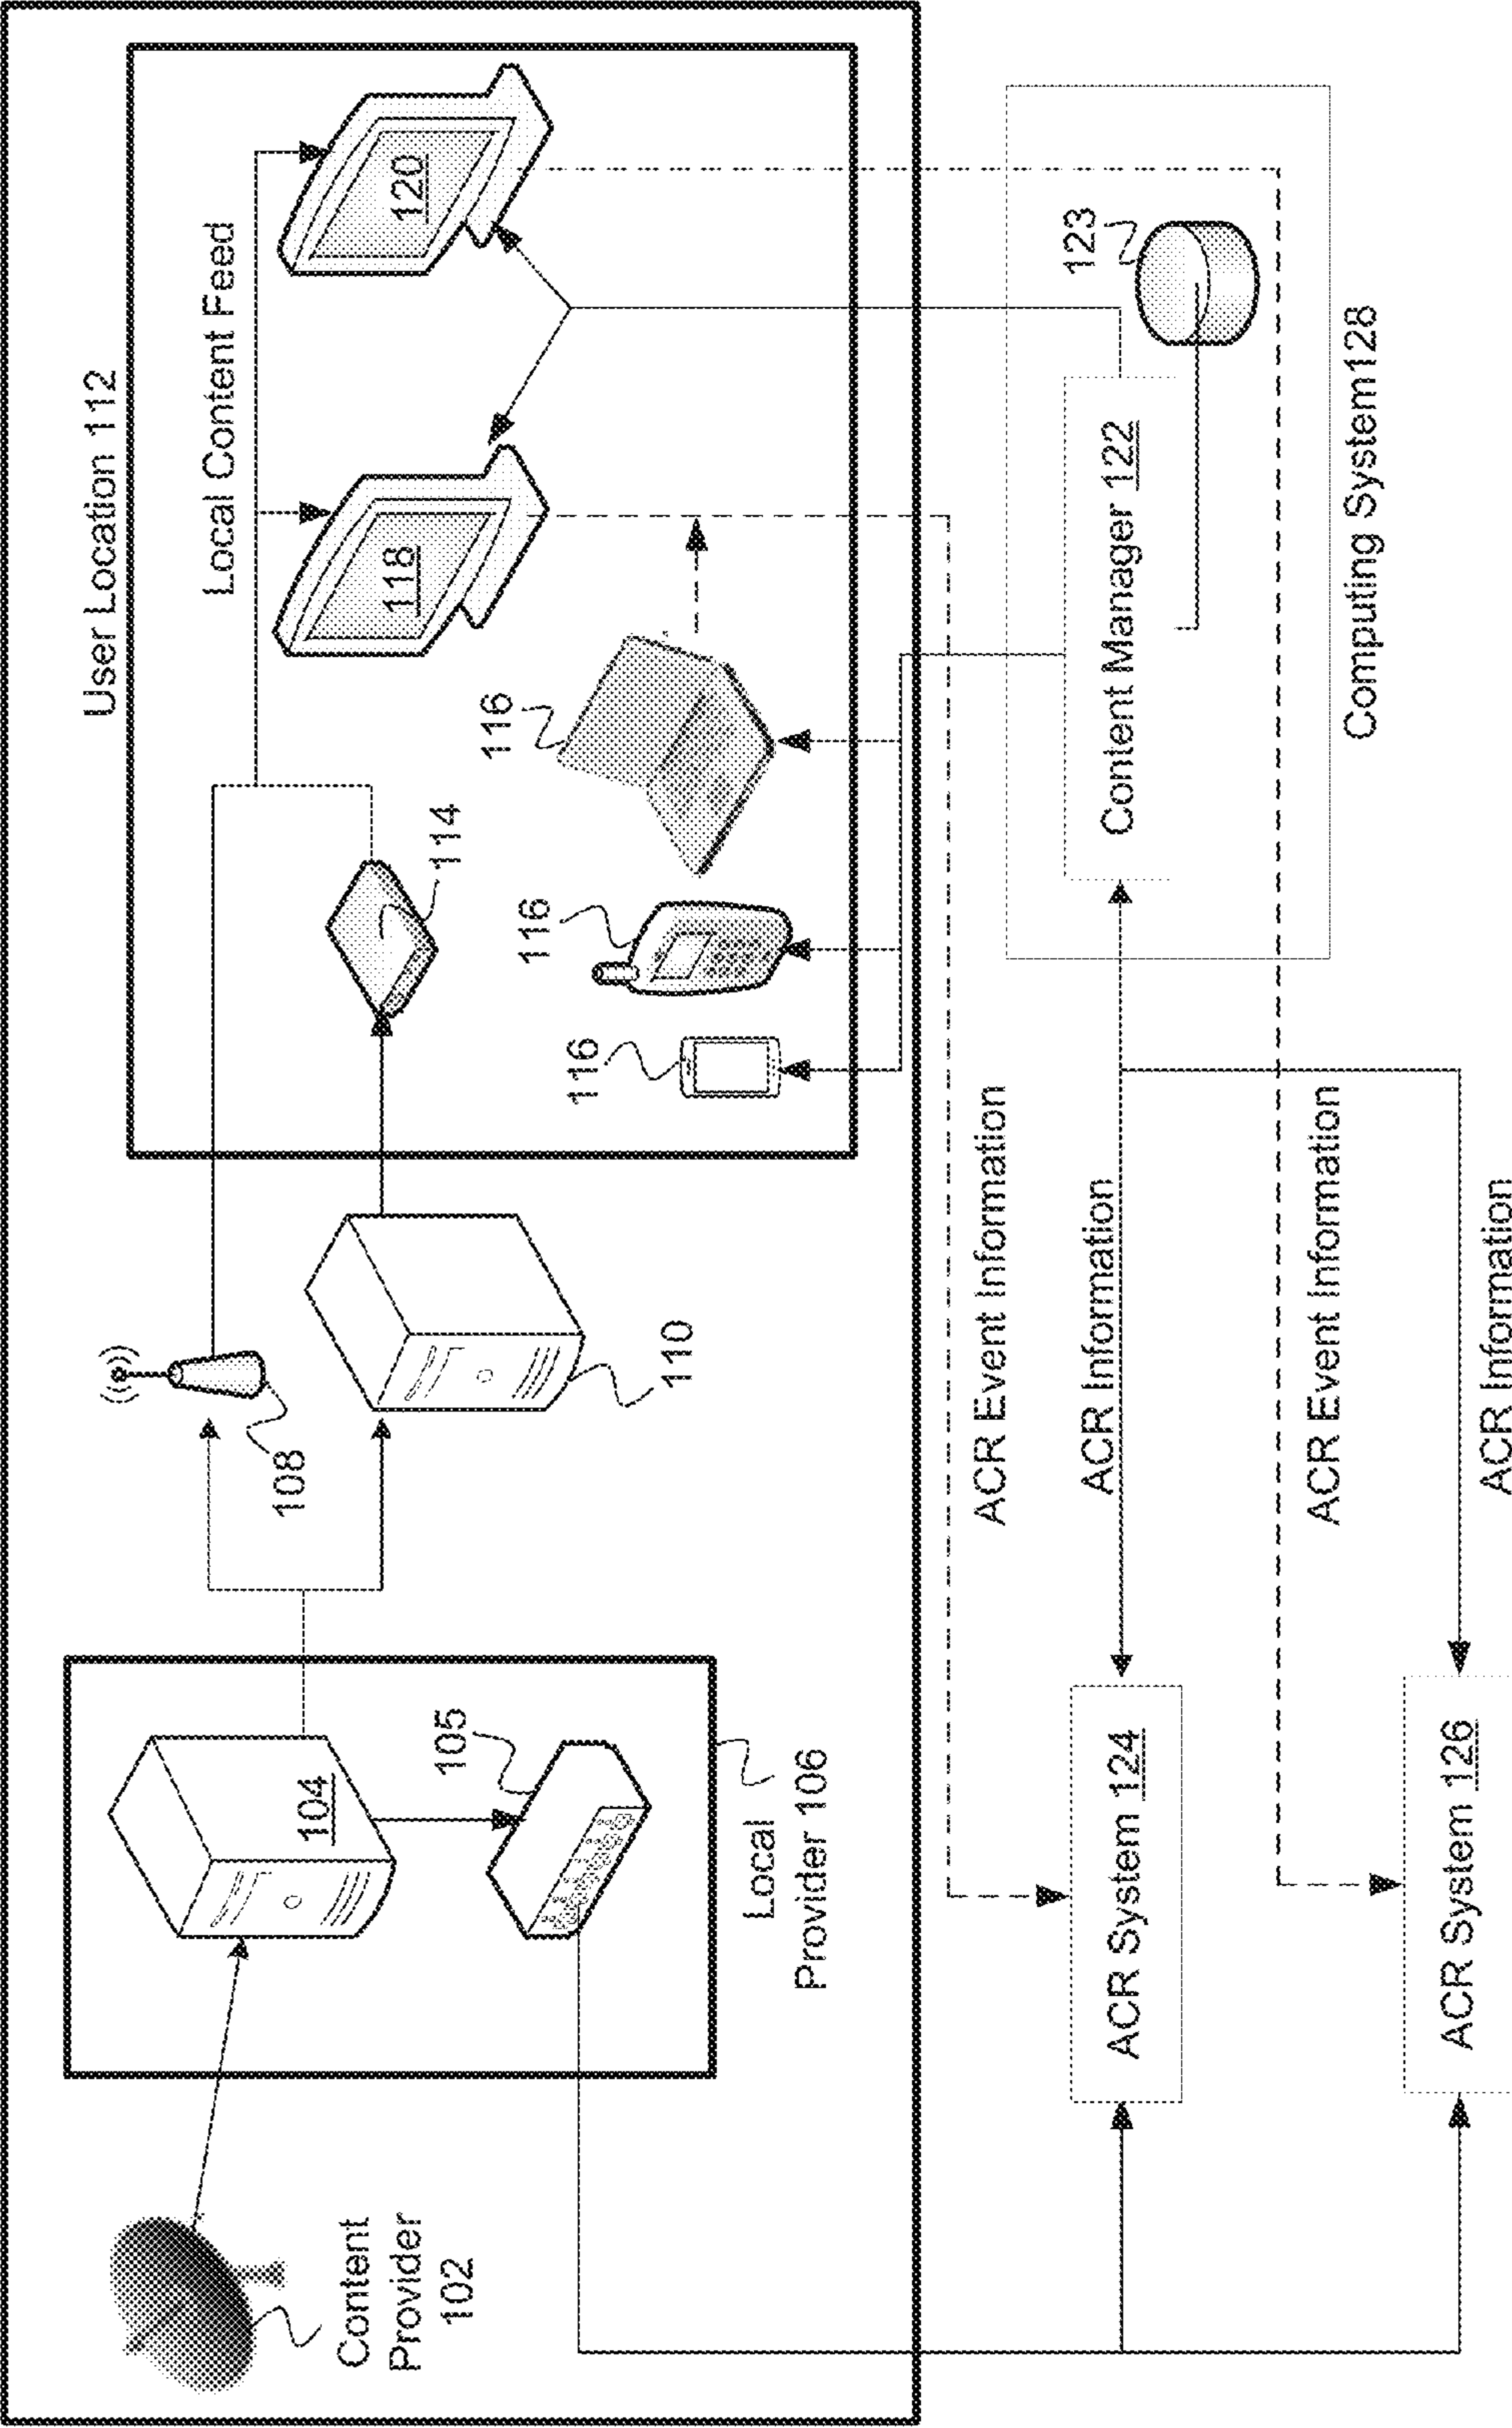 User Location 112
Local Content Feed
108
110
114
116
116
116
118
120
104
105
Local
Provider 106
Content
Provider
102
ACR Event Information
ACR Information
ACR Event Information
ACR Information
ACR System 124
ACR System 126
Content Manager 122
123
Computing System128